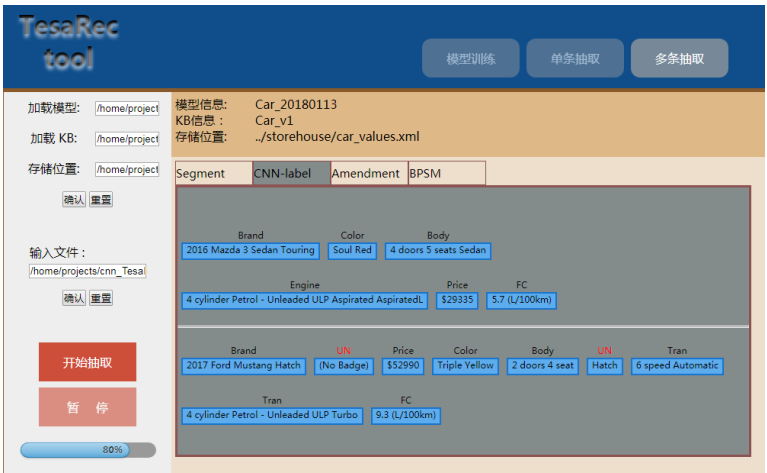 TesaRec
tool
模型训练 单条抽取 多条抽取
加载模型: /home/project
加载 KB: /home/project
存储位置: /home/project
确认 重置
输入文件：
/home/projects/cnn_Tesal
确认 重置
开始抽取
暂 停
80%
模型信息: Car_20180113
KB信息： Car_v1
存储位置: ../storehouse/car_values.xml
Segment CNN-label Amendment BPSM
Brand Color Body
2016 Mazda 3 Sedan Touring Soul Red 4 doors 5 seats Sedan
Engine Price FC
4 cylinder Petrol - Unleaded ULP Aspirated AspiratedL $29335 5.7 (L/100km)
Brand UN Price Color Body UN Tran
2017 Ford Mustang Hatch (No Badge) $52990 Triple Yellow 2 doors 4 seat Hatch 6 speed Automatic
Tran FC
4 cylinder Petrol - Unleaded ULP Turbo 9.3 (L/100km)